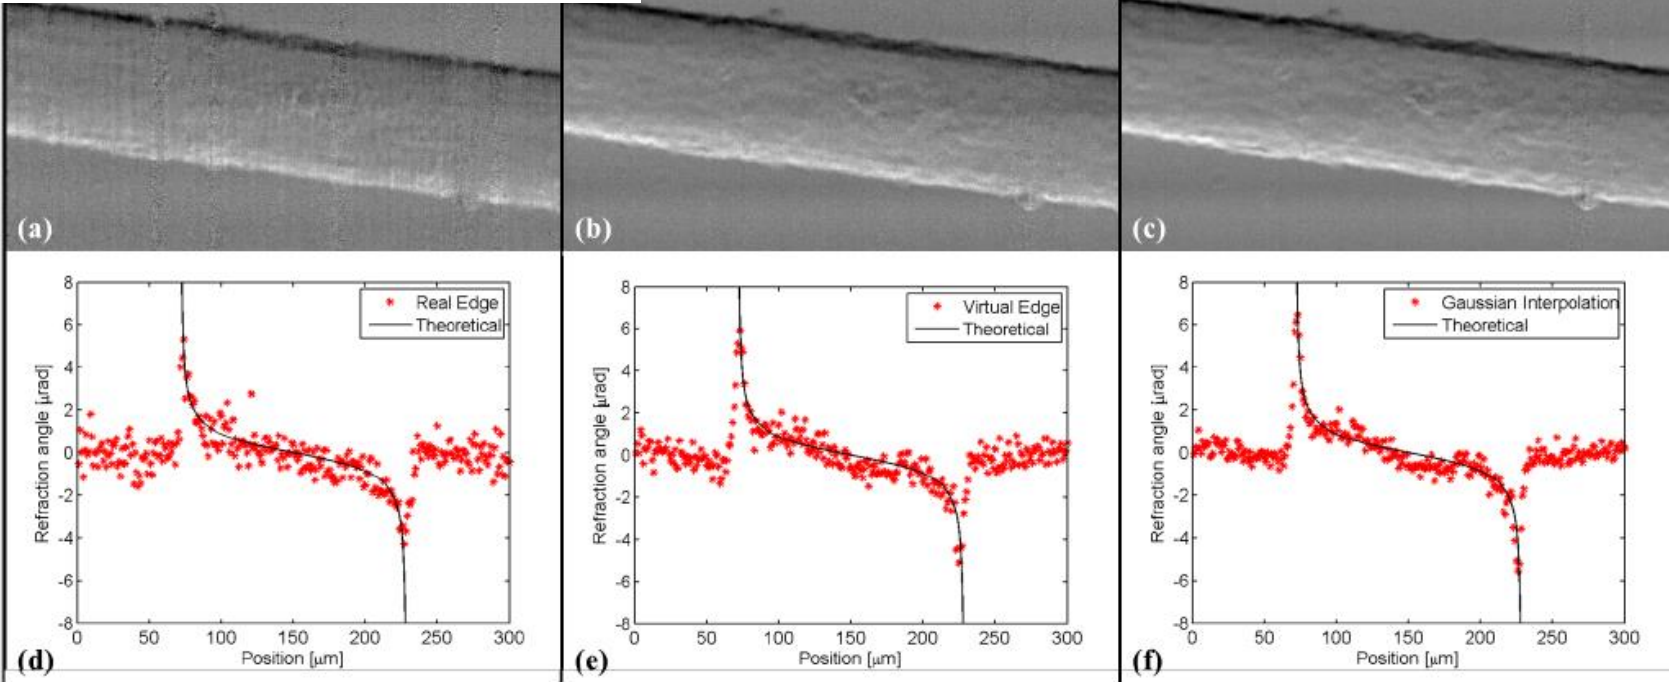 (a)
(b)
(c)
8
6
4
2
0
-2
-4
-6
-8
Refraction angle [μrad]
Real Edge
Theoretical
0
50
100
150
200
250
300
Position [μm]
(d)
8
6
4
2
0
-2
-4
-6
-8
Refraction angle [μrad]
Virtual Edge
Theoretical
0
50
100
150
200
250
300
Position [μm]
(e)
8
6
4
2
0
-2
-4
-6
-8
Refraction angle [μrad]
Gaussian Interpolation
Theoretical
0
50
100
150
200
250
300
Position [μm]
(f)